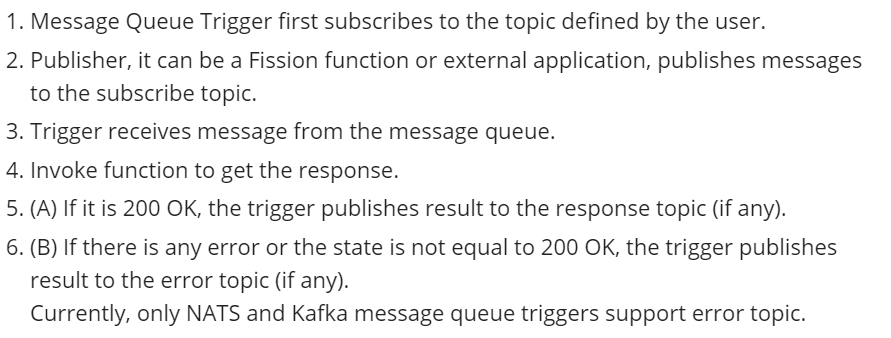 1. Message Queue Trigger first subscribes to the topic defined by the user.
2. Publisher, it can be a Fission function or external application, publishes messages
to the subscribe topic.
3. Trigger receives message from the message queue.
4. Invoke function to get the response.
5. (A) If it is 200 OK, the trigger publishes result to the response topic (if any).
6. (B) If there is any error or the state is not equal to 200 OK, the trigger publishes
result to the error topic (if any).
Currently, only NATS and Kafka message queue triggers support error topic.